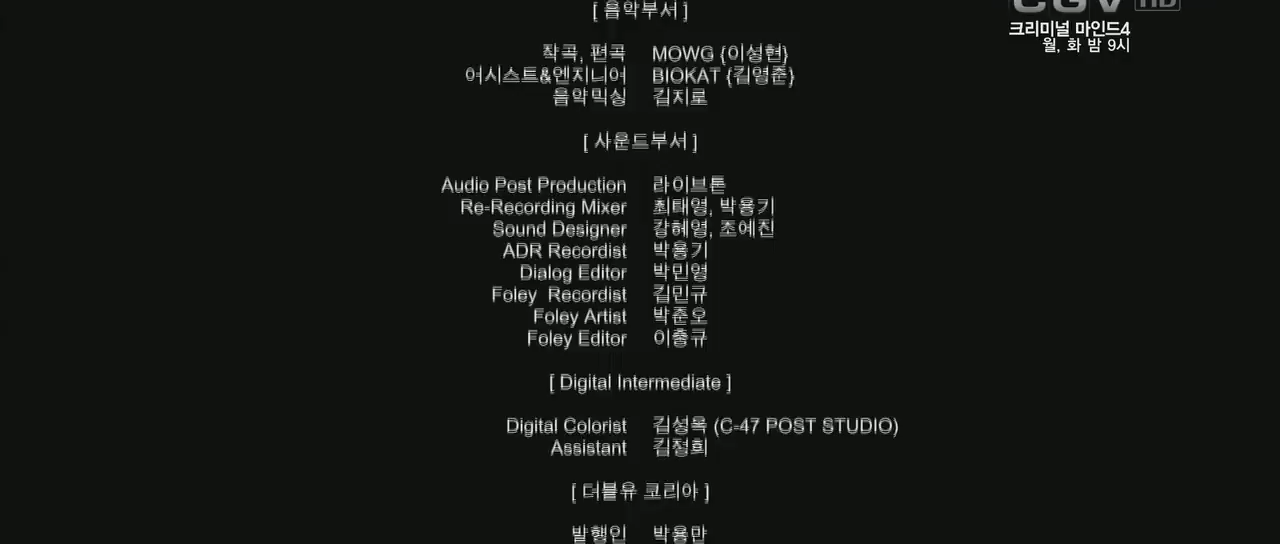 [ 음악부서 ]
CGV HD
크리미널 마인드4
월, 화 밤 9시
작곡, 편곡 MOWG {이성현}
어시스트&엔지니어 BIOKAT {김영준}
음악믹싱 김지로
[ 사운드부서 ]
Audio Post Production 라이브톤
Re-Recording Mixer 최태영, 박용기
Sound Designer 강혜영, 조예진
ADR Recordist 박용기
Dialog Editor 박민영
Foley Recordist 김민규
Foley Artist 박준오
Foley Editor 이충규
[ Digital Intermediate ]
Digital Colorist 김성욱 (C-47 POST STUDIO)
Assistant 김정희
[ 더블유 코리아 ]
발행인 박용만